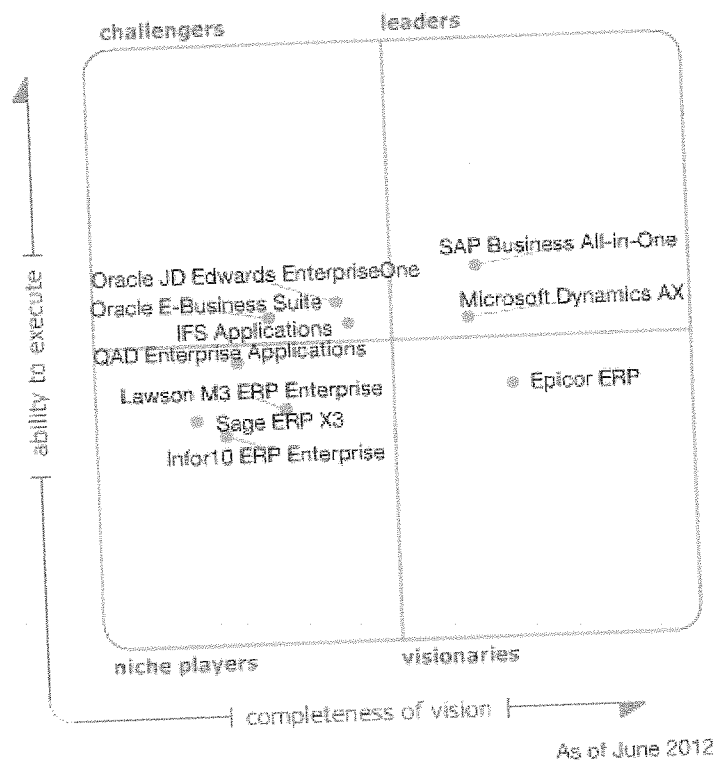 challengers
leaders
ability to execute
SAP Business All-in-One
Oracle JD Edwards EnterpriseOne
Microsoft Dynamics AX
Oracle E-Business Suite
IFS Applications
QAD Enterprise Applications
Epicor ERP
Lawson M3 ERP Enterprise
Sage ERP X3
Infor10 ERP Enterprise
niche players
visionaries
completeness of vision
As of June 2012